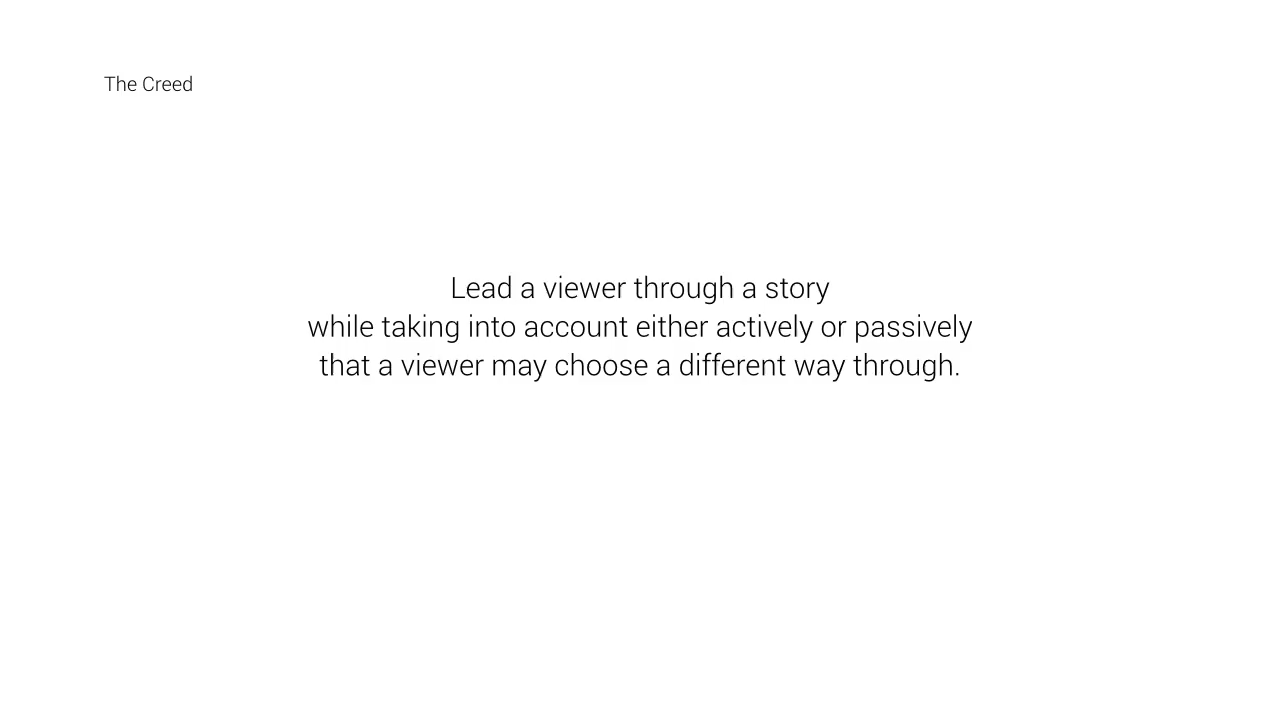 The Creed
Lead a viewer through a story
while taking into account either actively or passively
that a viewer may choose a different way through.